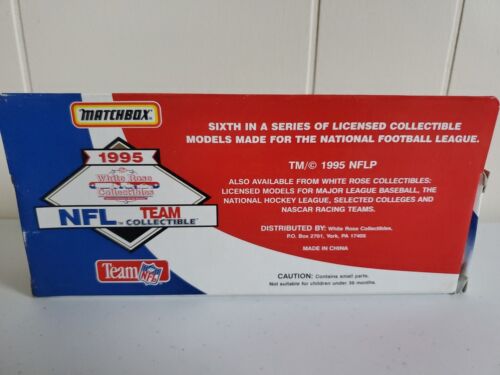 MATCHBOX
1995
White Rose
Collectibles
NFL TEAM
COLLECTIBLE™
Team NFL
SIXTH IN A SERIES OF LICENSED COLLECTIBLE
MODELS MADE FOR THE NATIONAL FOOTBALL LEAGUE.
TM/© 1995 NFLP
ALSO AVAILABLE FROM WHITE ROSE COLLECTIBLES:
LICENSED MODELS FOR MAJOR LEAGUE BASEBALL, THE
NATIONAL HOCKEY LEAGUE, SELECTED COLLEGES AND
NASCAR RACING TEAMS.
DISTRIBUTED BY: White Rose Collectibles,
P.O. Box 2701, York, PA 17405
MADE IN CHINA
CAUTION: Contains small parts.
Not suitable for children under 36 months.